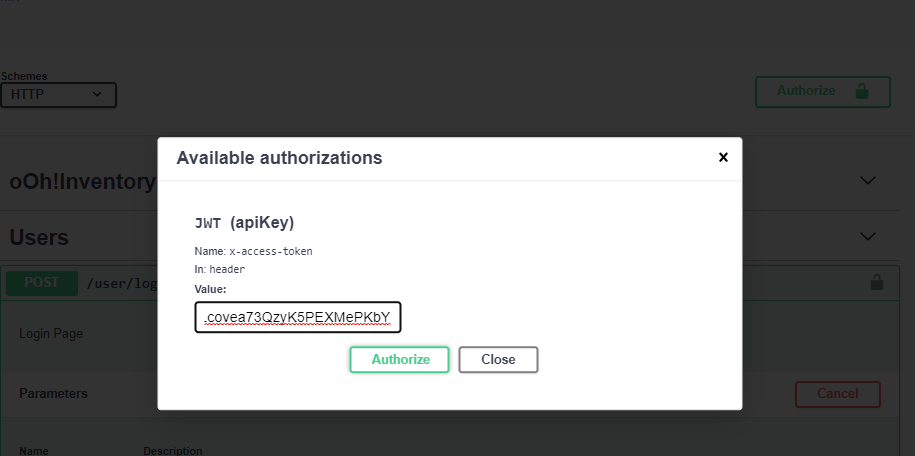 Schemes
HTTP
Authorize
Available authorizations
x
oOh!Inventory
JWT (apiKey)
Users
Name: x-access-token
In: header
POST /user/log
Value:
.covea73QzyK5PEXMePKbY
Login Page
Authorize Close
Parameters
Cancel
Name Description